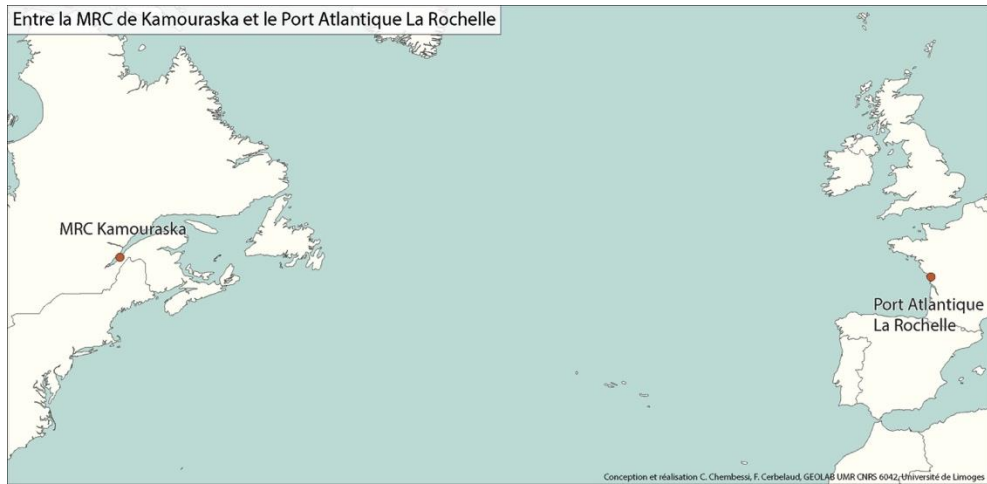 Entre la MRC de Kamouraska et le Port Atlantique La Rochelle
MRC Kamouraska
Port Atlantique
La Rochelle
Conception et réalisation C. Chembessi, F. Cerbelaud, GEOLAB UMR CNRS 6042, Université de Limoges